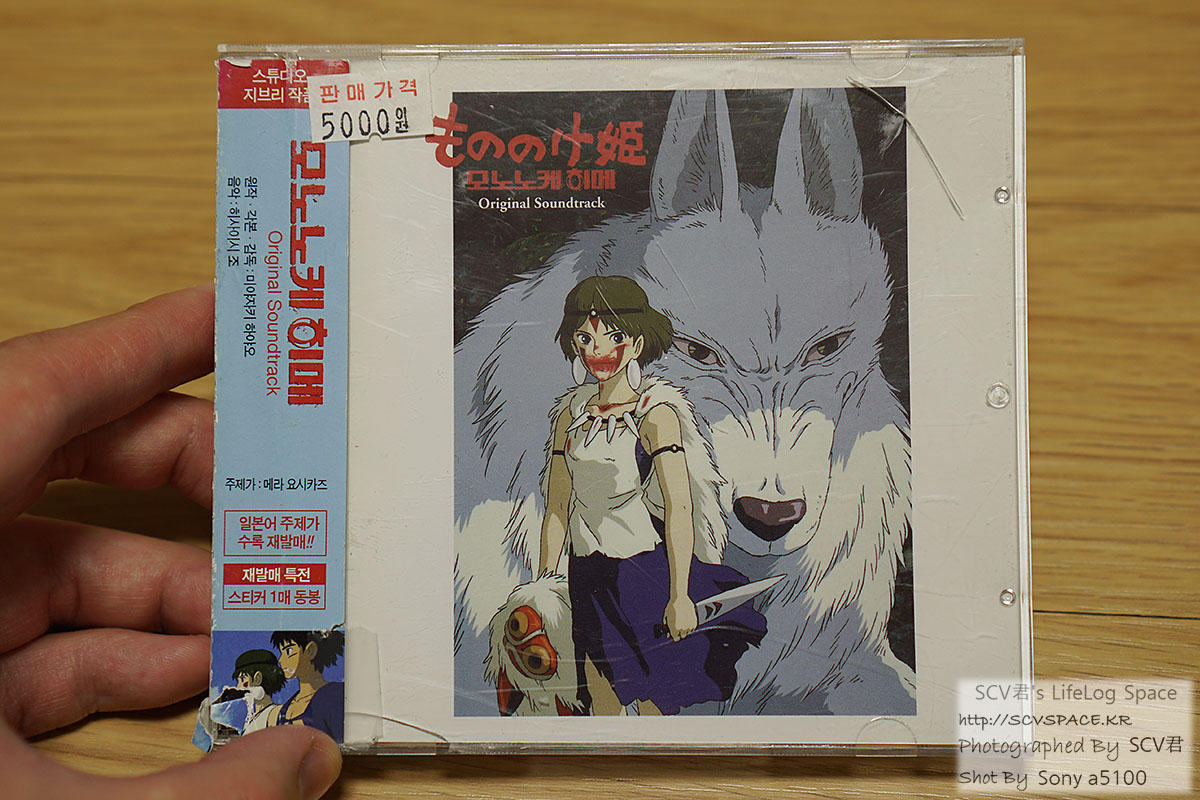 스튜디오
지브리 작품
판매가격
5000원
모노노케 히메
Original Soundtrack
원작·각본·감독 : 미야자키 하야오
음악 : 히사이시 조
주제가 : 메라 요시카즈
일본어 주제가
수록 재발매!!
재발매 특전
스티커 1매 동봉
もののけ姫
모노노케 히메
Original Soundtrack
SCV君's LifeLog Space
http://SCVSPACE.KR
Photographed By SCV君
Shot By Sony a5100